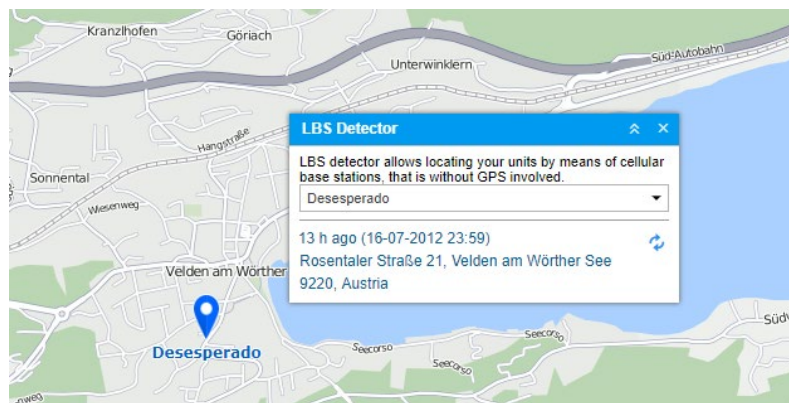 Kranzlhofen
Göriach
Unterwinklern
Süd-Autobahn
Hangstraße
Sonnental
Wiesenweg
Velden am Wörther
Desesperado
LBS Detector
LBS detector allows locating your units by means of cellular
base stations, that is without GPS involved.
Desesperado
13 h ago (16-07-2012 23:59)
Rosentaler Straße 21, Velden am Wörther See
9220, Austria
Seecorso
Seecorso
Seecorso